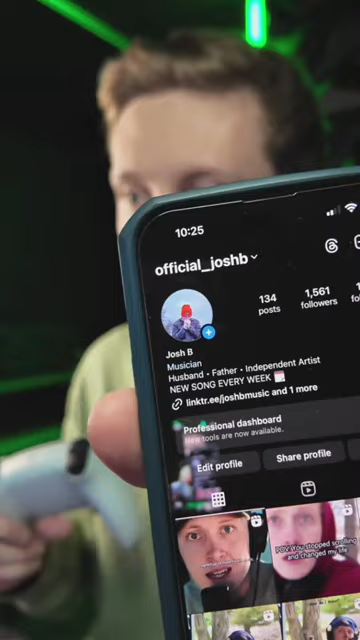 10:25
official_joshb
134 1,561
posts followers
Josh B
Musician
Husband • Father • Independent Artist
NEW SONG EVERY WEEK
linktr.ee/joshbmusic and 1 more
Professional dashboard
New tools are now available.
Edit profile Share profile
POV: You stopped scrolling
and changed my life